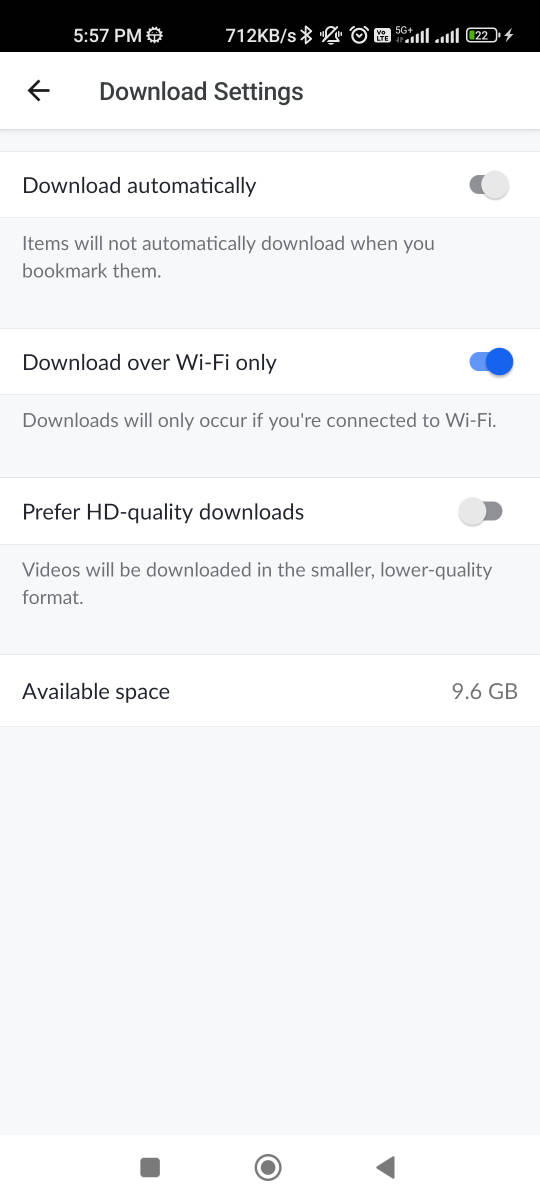 5:57 PM 712KB/s Vo LTE 5G+ 22
Download Settings
Download automatically
Items will not automatically download when you
bookmark them.
Download over Wi-Fi only
Downloads will only occur if you're connected to Wi-Fi.
Prefer HD-quality downloads
Videos will be downloaded in the smaller, lower-quality
format.
Available space 9.6 GB